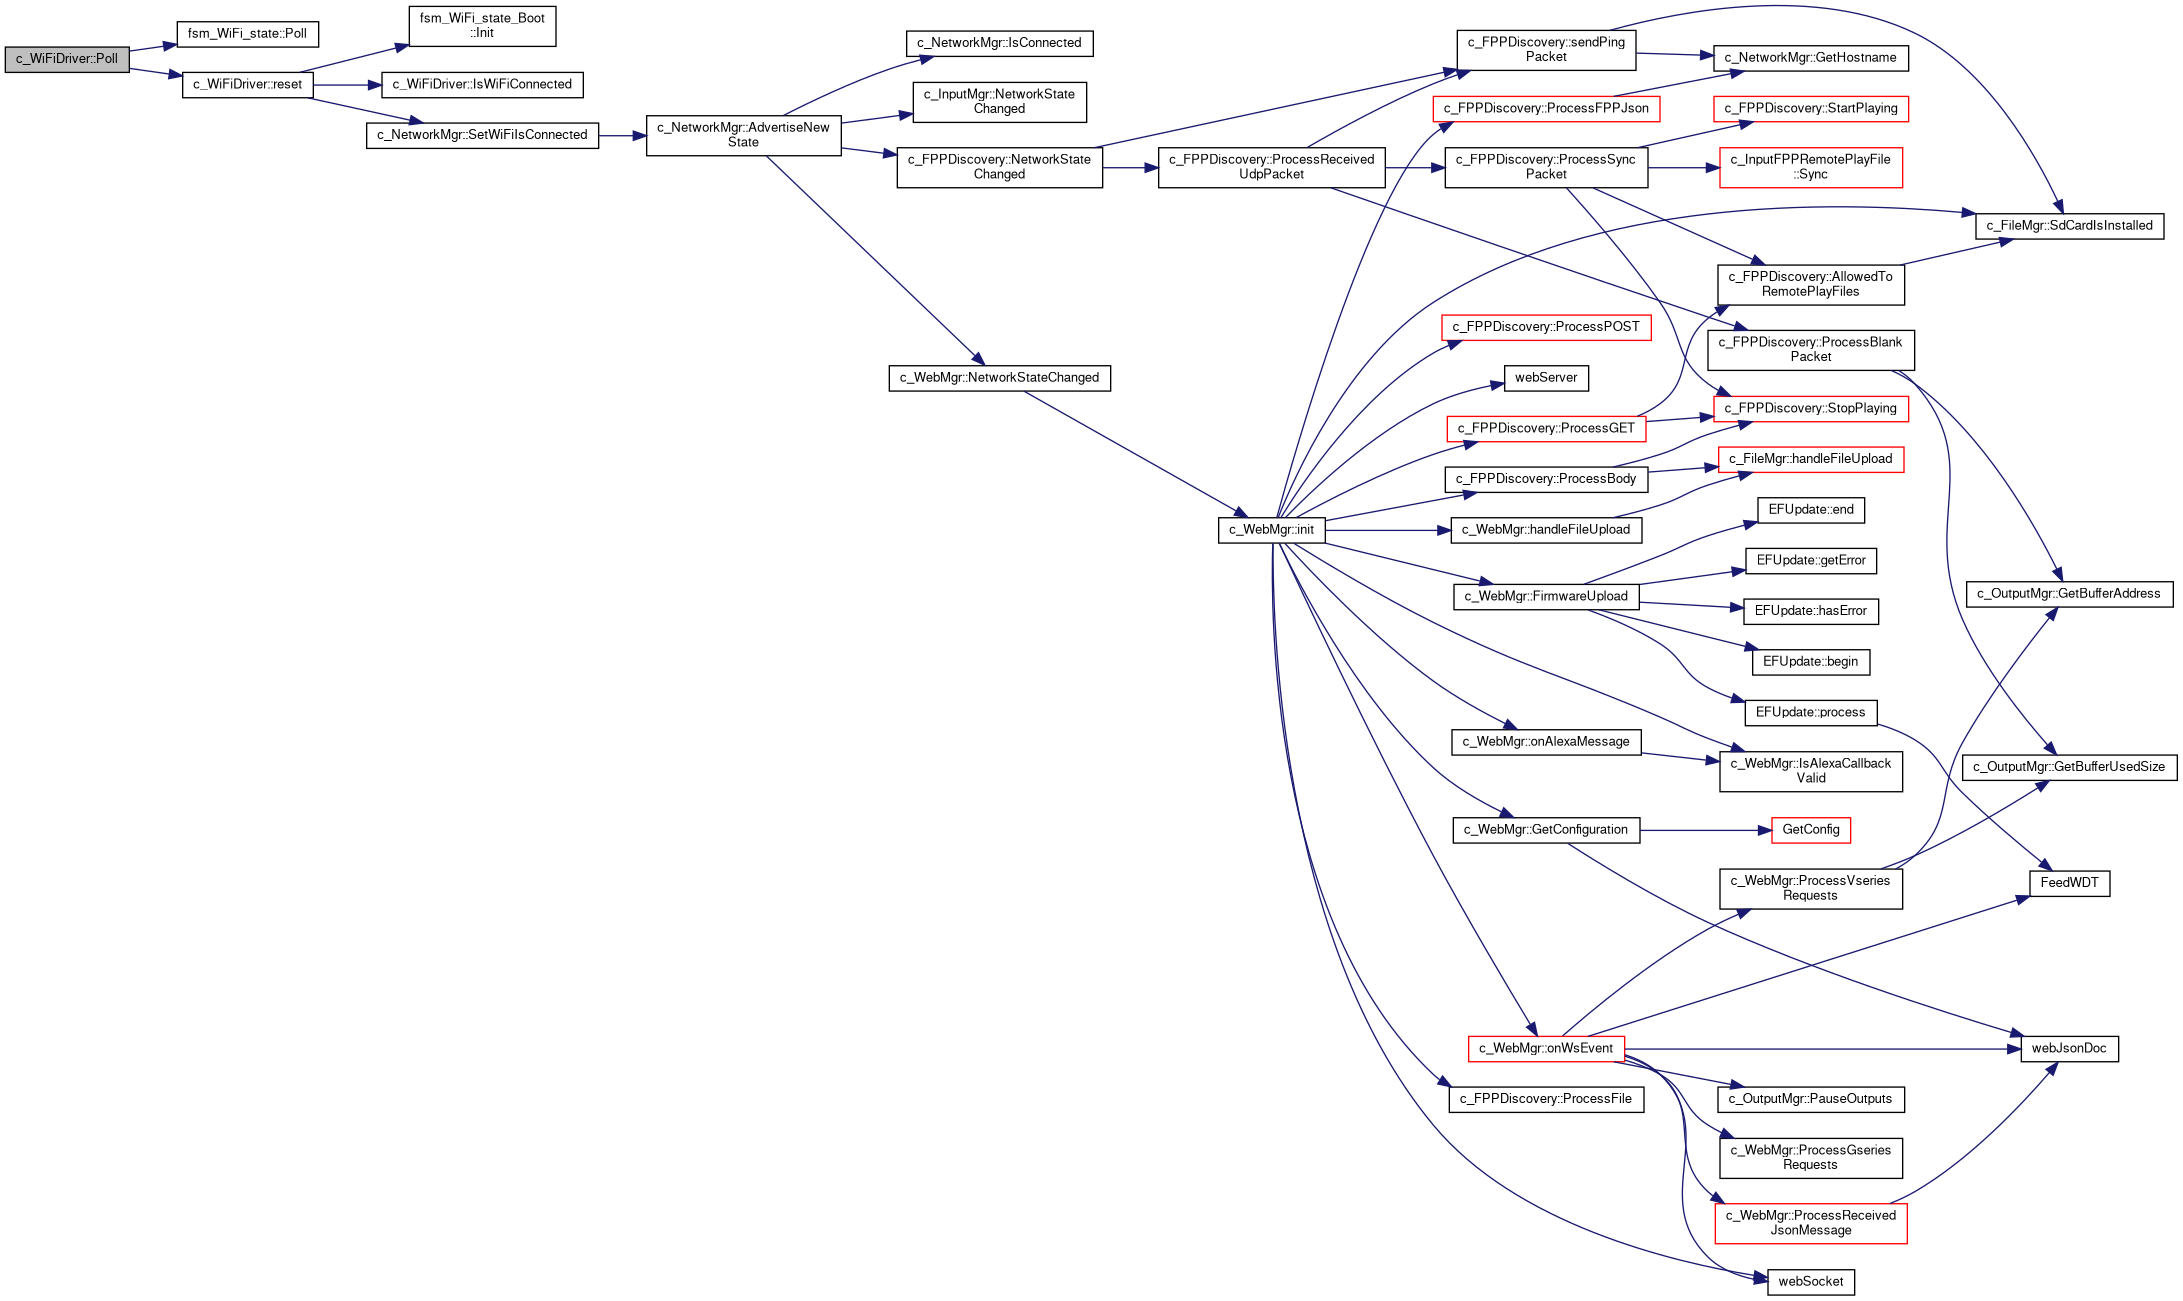 c_WiFiDriver::Poll
fsm_WiFi_state::Poll
c_WiFiDriver::reset
fsm_WiFi_state_Boot
::Init
c_WiFiDriver::IsWiFiConnected
c_NetworkMgr::SetWiFiIsConnected
c_NetworkMgr::AdvertiseNew
State
c_NetworkMgr::IsConnected
c_InputMgr::NetworkState
Changed
c_FPPDiscovery::NetworkState
Changed
c_WebMgr::NetworkStateChanged
c_FPPDiscovery::ProcessReceived
UdpPacket
c_WebMgr::init
c_FPPDiscovery::sendPing
Packet
c_FPPDiscovery::ProcessFPPJson
c_FPPDiscovery::ProcessSync
Packet
c_FPPDiscovery::ProcessPOST
webServer
c_FPPDiscovery::ProcessGET
c_FPPDiscovery::ProcessBody
c_WebMgr::handleFileUpload
c_WebMgr::FirmwareUpload
c_WebMgr::onAlexaMessage
c_WebMgr::GetConfiguration
c_WebMgr::onWsEvent
c_FPPDiscovery::ProcessFile
c_NetworkMgr::GetHostname
c_FPPDiscovery::StartPlaying
c_InputFPPRemotePlayFile
::Sync
c_FPPDiscovery::AllowedTo
RemotePlayFiles
c_FPPDiscovery::ProcessBlank
Packet
c_FPPDiscovery::StopPlaying
c_FileMgr::handleFileUpload
EFUpdate::end
EFUpdate::getError
EFUpdate::hasError
EFUpdate::begin
EFUpdate::process
c_WebMgr::IsAlexaCallback
Valid
GetConfig
c_WebMgr::ProcessVseries
Requests
c_OutputMgr::PauseOutputs
c_WebMgr::ProcessGseries
Requests
c_WebMgr::ProcessReceived
JsonMessage
webSocket
c_FileMgr::SdCardIsInstalled
c_OutputMgr::GetBufferAddress
c_OutputMgr::GetBufferUsedSize
FeedWDT
webJsonDoc